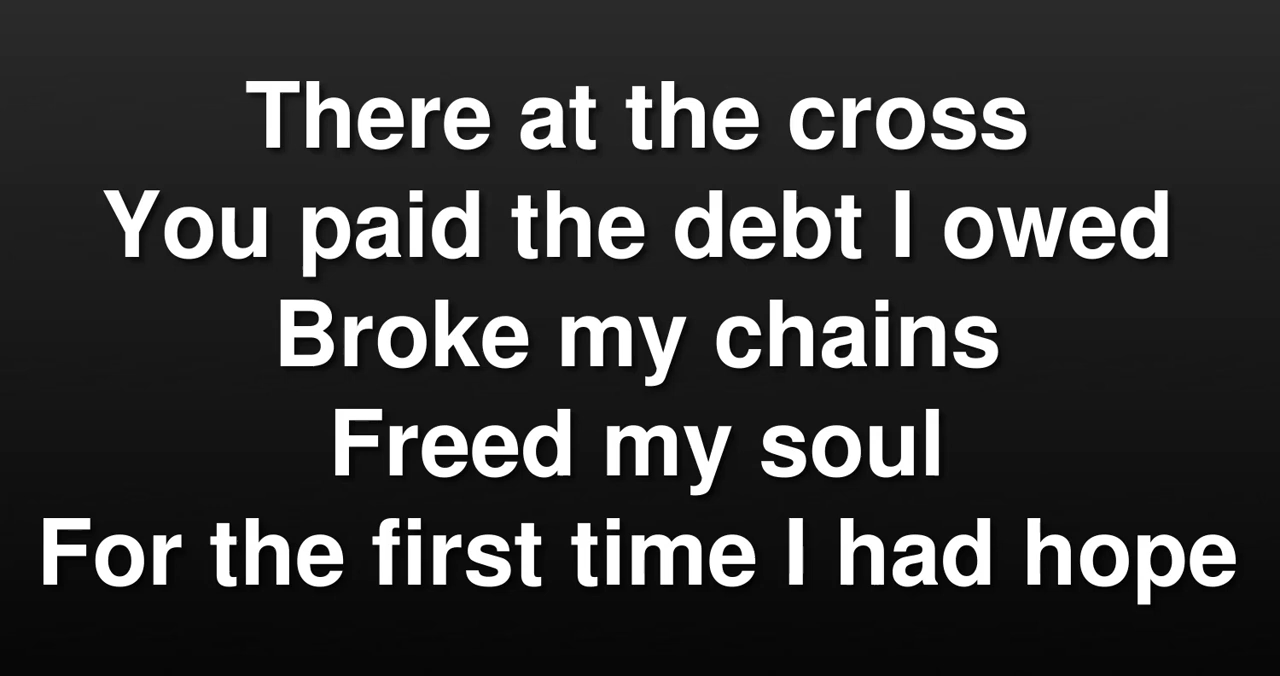 There at the cross
You paid the debt I owed
Broke my chains
Freed my soul
For the first time I had hope